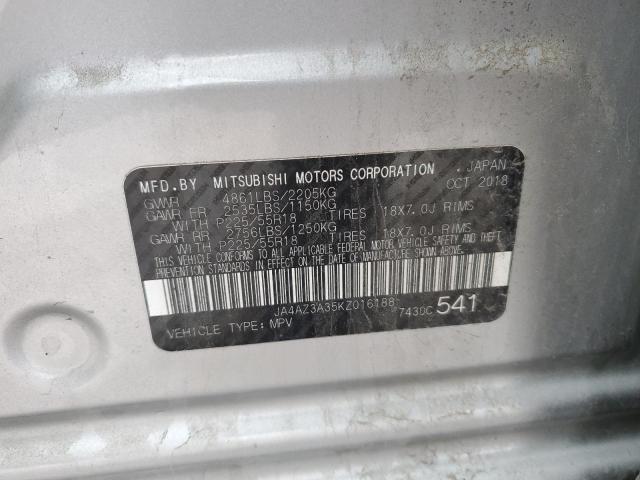 MFD.BY MITSUBISHI MOTORS CORPORATION . JAPAN
GVWR 4861LBS/2205KG OCT 2018
GAWR FR 2535LBS/1150KG
WITH P225/55R18 TIRES 18X7.0J RIMS
GAWR RR 2756LBS/1250KG
WITH P225/55R18 TIRES 18X7.0J RIMS
THIS VEHICLE CONFORMS TO ALL APPLICABLE FEDERAL MOTOR VEHICLE SAFETY AND THEFT
PREVENTION STANDARDS IN EFFECT ON THE DATE OF MANUFACTURE SHOWN ABOVE.
JA4AZ3A35KZ016188 7430C 541
VEHICLE TYPE: MPV